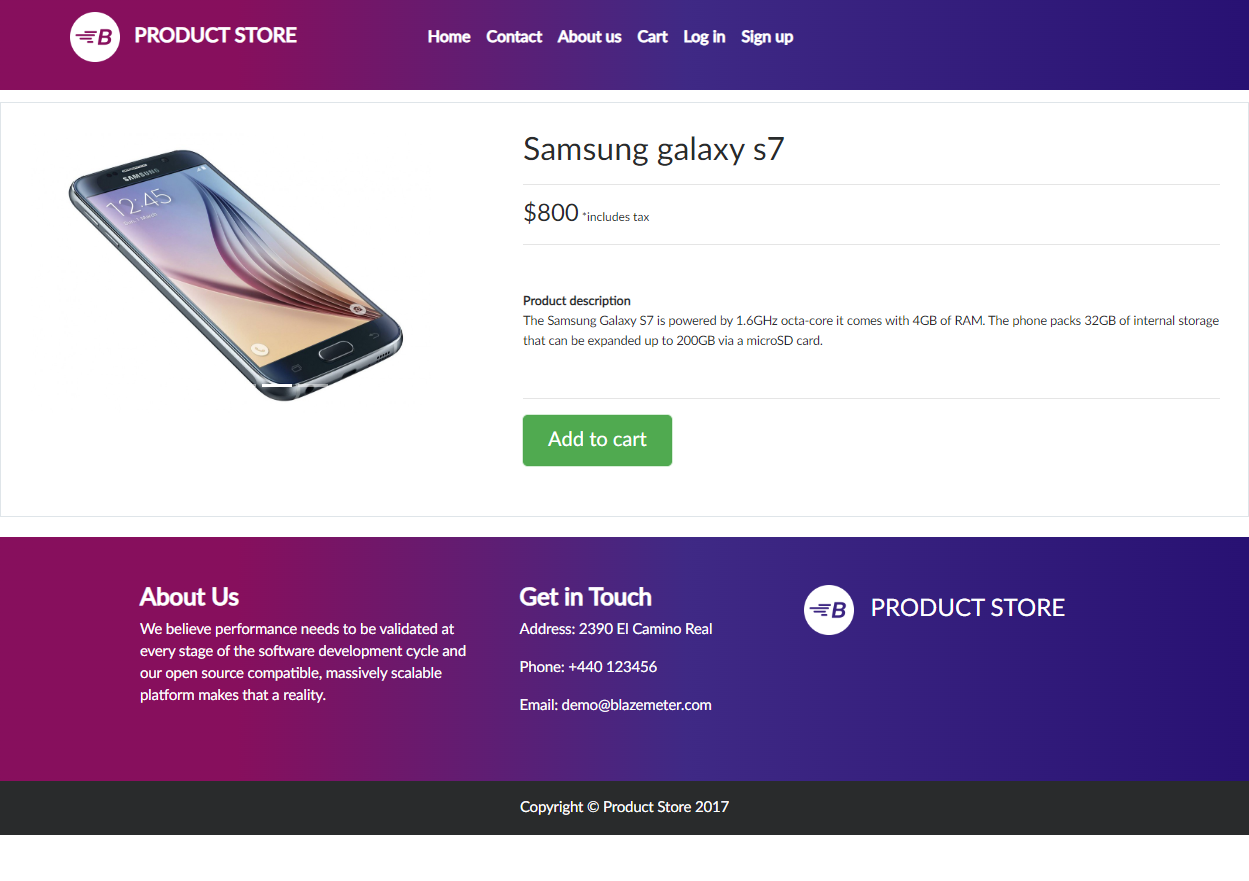 B PRODUCT STORE
Home Contact About us Cart Log in Sign up
SAMSUNG
12:45
Samsung galaxy s7
$800 *includes tax
Product description
The Samsung Galaxy S7 is powered by 1.6GHz octa-core it comes with 4GB of RAM. The phone packs 32GB of internal storage
that can be expanded up to 200GB via a microSD card.
Add to cart
About Us
We believe performance needs to be validated at
every stage of the software development cycle and
our open source compatible, massively scalable
platform makes that a reality.
Get in Touch
Address: 2390 El Camino Real
Phone: +440 123456
Email: demo@blazemeter.com
B PRODUCT STORE
Copyright © Product Store 2017